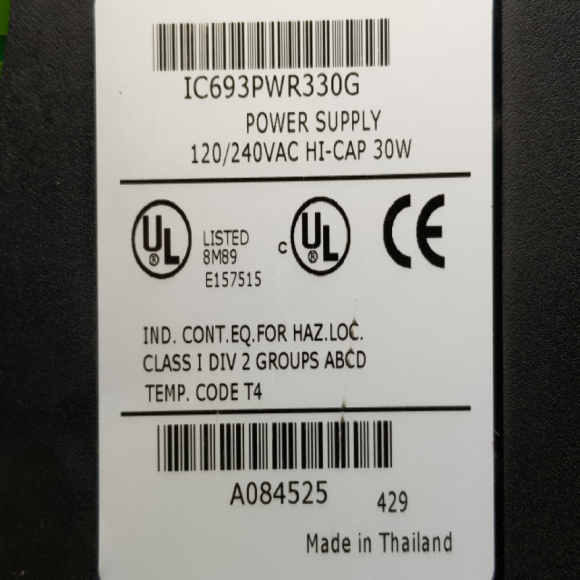 IC693PWR330G
POWER SUPPLY
120/240VAC HI-CAP 30W
UL ® LISTED 8M89 E157515 c UL ® CE
IND. CONT.EQ.FOR HAZ.LOC.
CLASS I DIV 2 GROUPS ABCD
TEMP. CODE T4
A084525 429
Made in Thailand